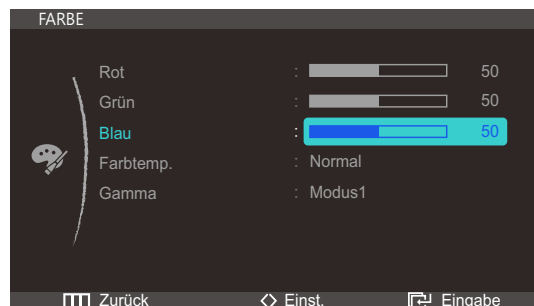 FARBE
Rot : 50
Grün : 50
Blau : 50
Farbtemp. : Normal
Gamma : Modus1
Zurück Einst. Eingabe